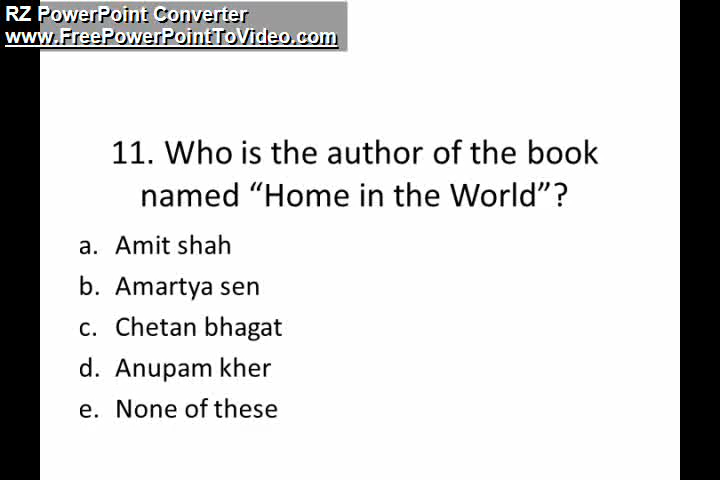 RZ PowerPoint Converter
www.FreePowerPointToVideo.com
11. Who is the author of the book
named “Home in the World”?
a. Amit shah
b. Amartya sen
c. Chetan bhagat
d. Anupam kher
e. None of these